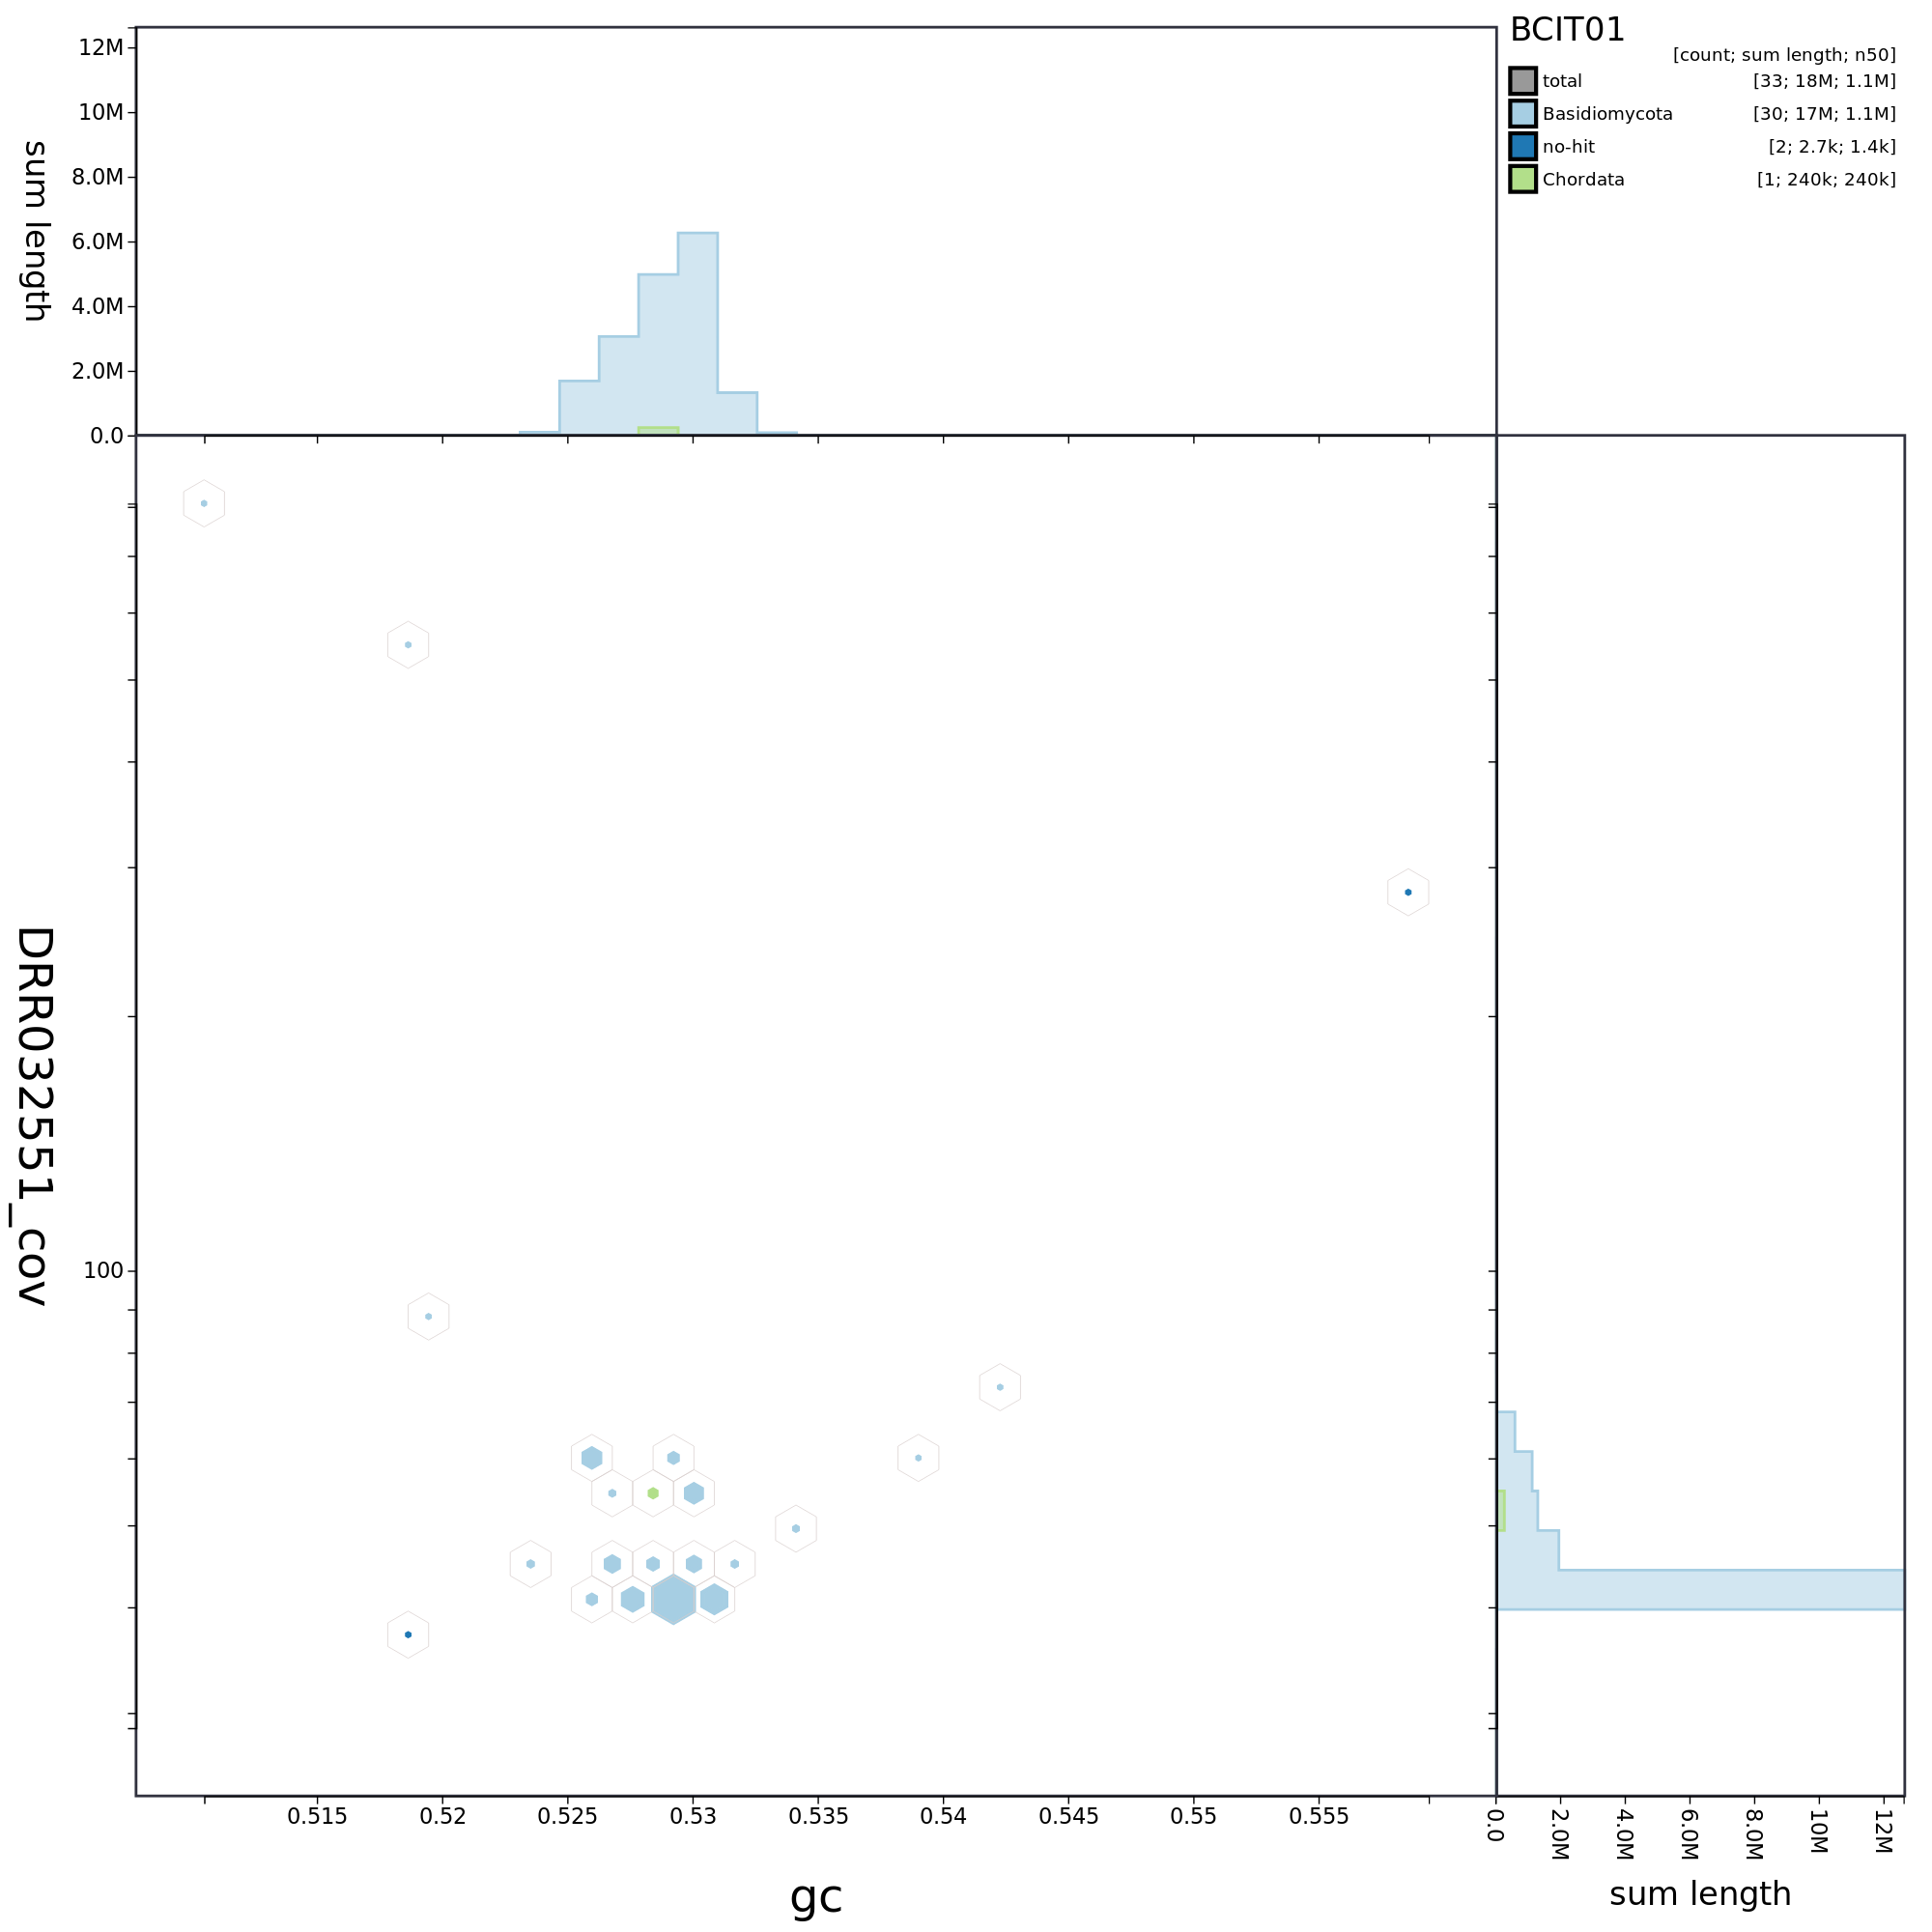 BCIT01
[count; sum length; n50]
total [33; 18M; 1.1M]
Basidiomycota [30; 17M; 1.1M]
no-hit [2; 2.7k; 1.4k]
Chordata [1; 240k; 240k]
sum length
12M
10M
8.0M
6.0M
4.0M
2.0M
0.0
DRR032551_cov
100
0.515 0.52 0.525 0.53 0.535 0.54 0.545 0.55 0.555
gc
0.0 2.0M 4.0M 6.0M 8.0M 10M 12M
sum length